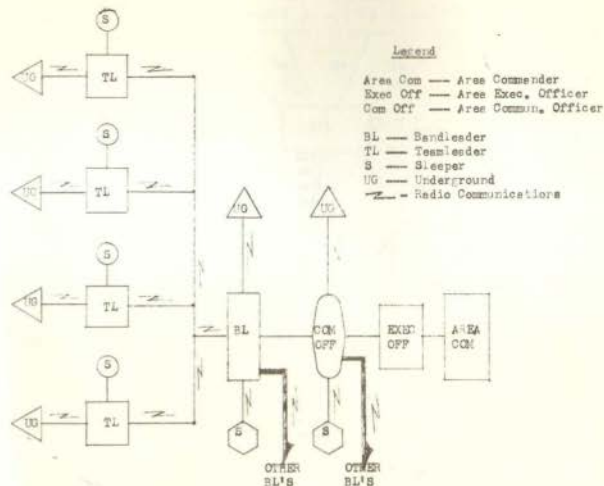 S
UG
TL
Legend
Area Com — Area Commender
Exec Off — Area Exec. Officer
Com Off — Area Commun. Officer
S
UG
TL
BL — Bandleader
TL — Teamleader
S — Sleeper
UG — Underground
- Radio Communications
S
UG
TL
UG
UG
BL
COM
OFF
EXEC
OFF
AREA
COM
S
UG
TL
S
S
OTHER
BL'S
OTHER
BL'S